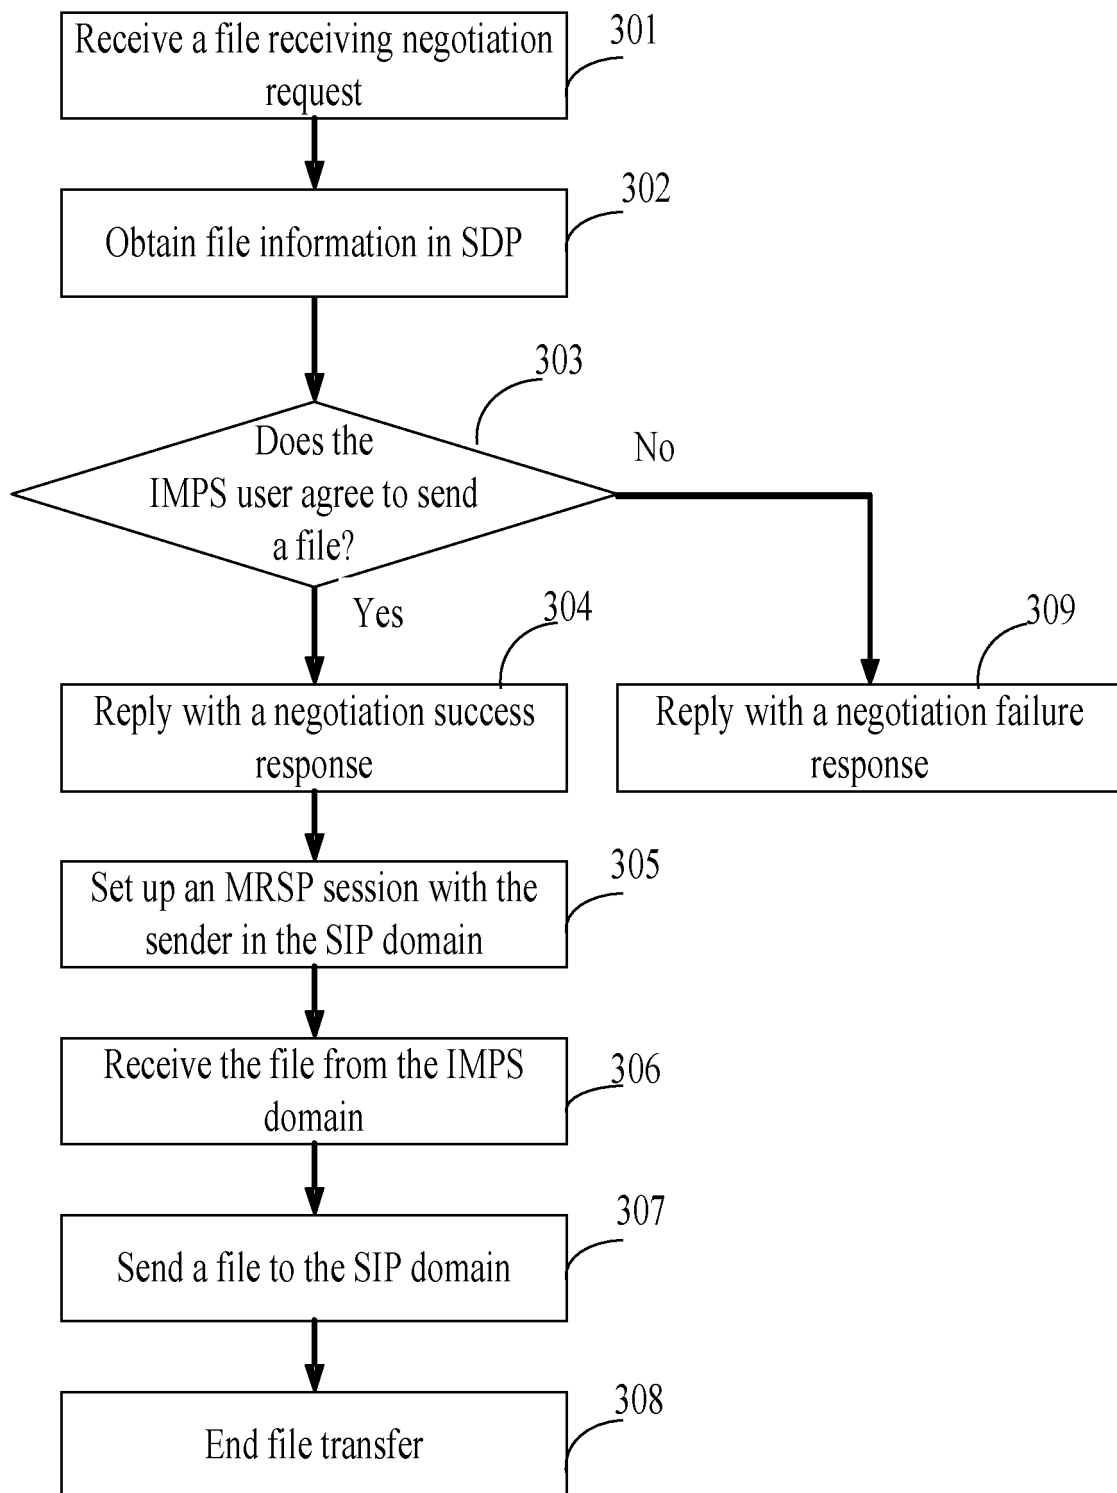 Receive a file receiving negotiation
request
301
Obtain file information in SDP
302
303
Does the
IMPS user agree to send
a file?
No
Yes
304
309
Reply with a negotiation success
response
Reply with a negotiation failure
response
Set up an MRSP session with the
sender in the SIP domain
305
Receive the file from the IMPS
domain
306
307
Send a file to the SIP domain
308
End file transfer